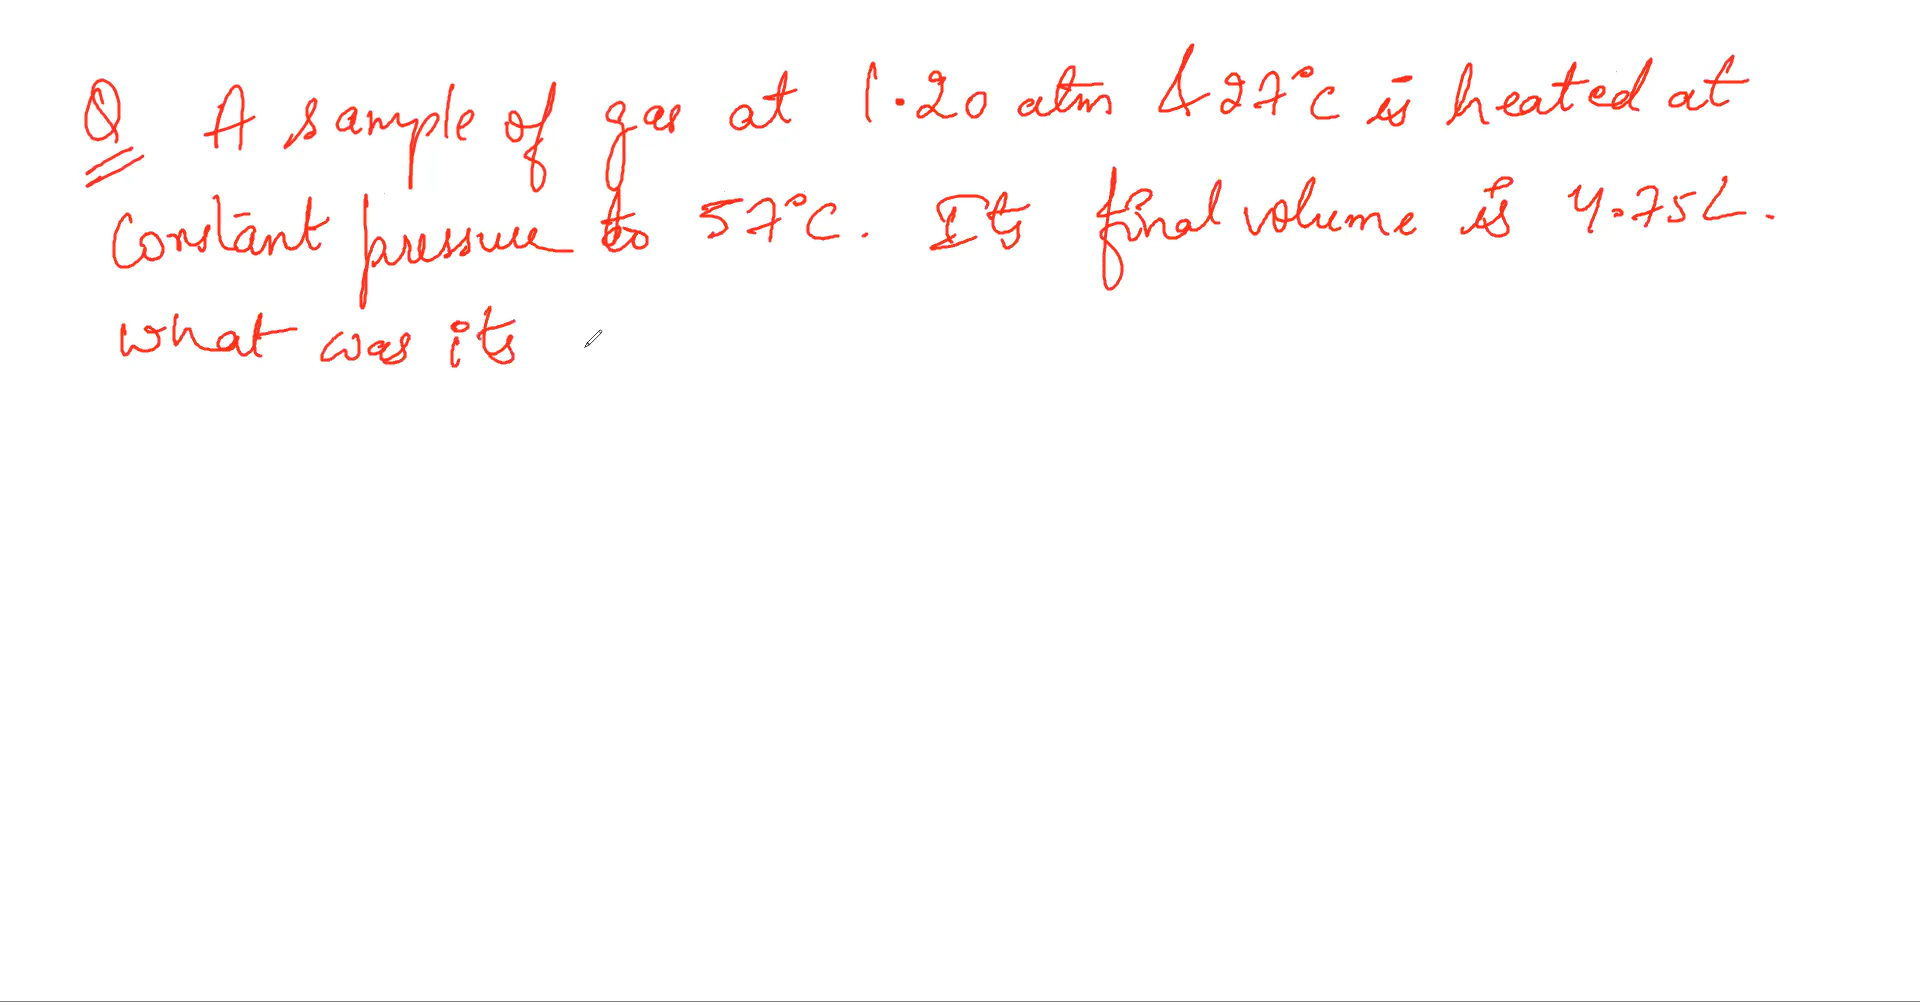 Q A sample of gas at 1.20 atm & 27°C is heated at
constant pressure to 57°C. Its final volume is 4.75L.
what was its